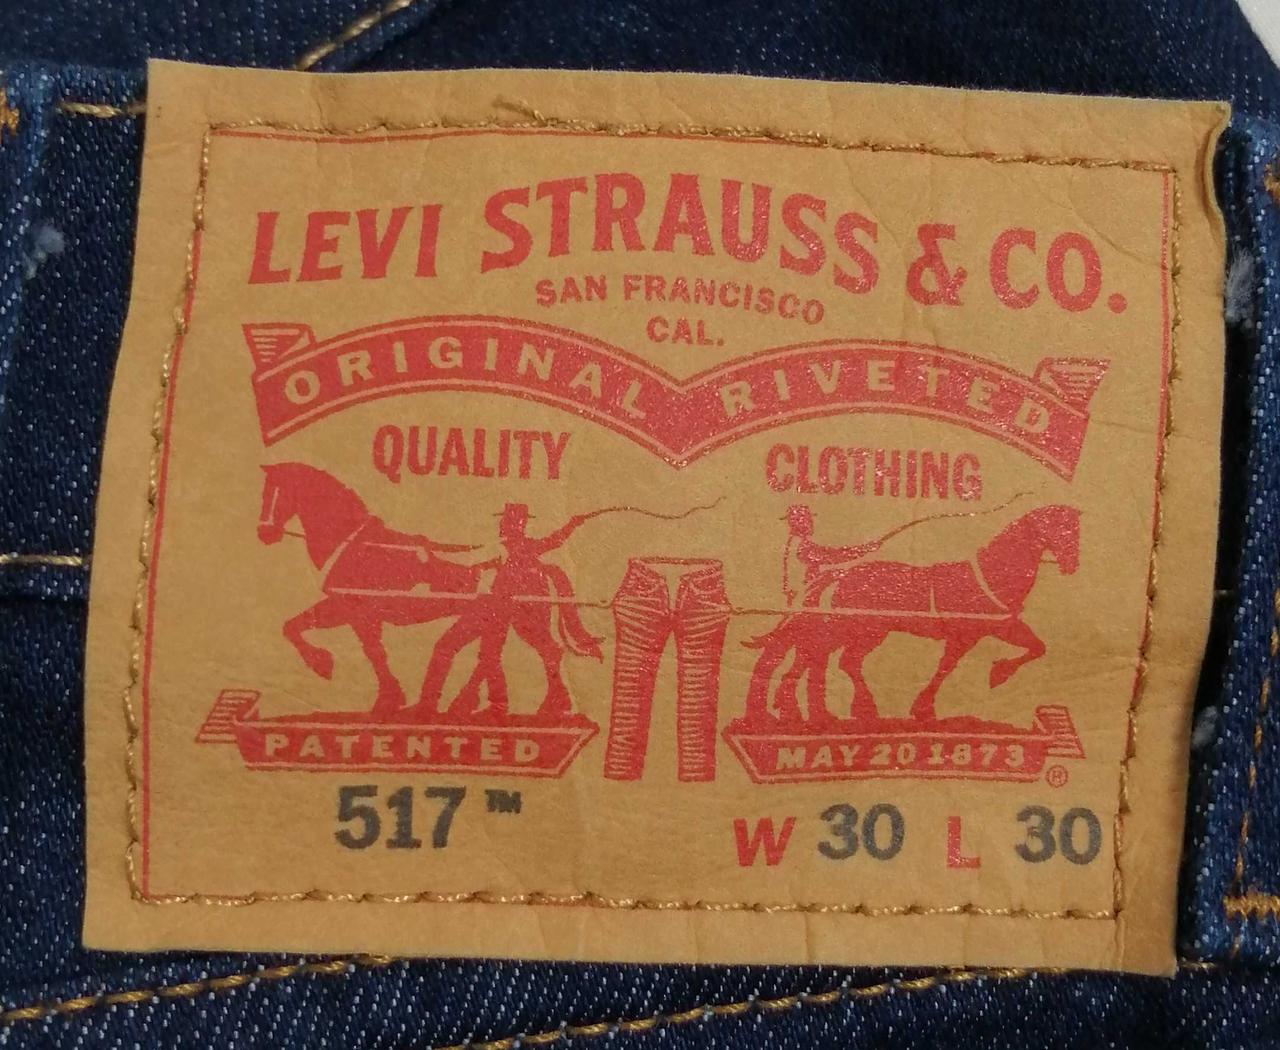 LEVI STRAUSS & CO.
SAN FRANCISCO
CAL.
ORIGINAL RIVETED
QUALITY CLOTHING
PATENTED MAY 20 1873 ®
517™ W 30 L 30